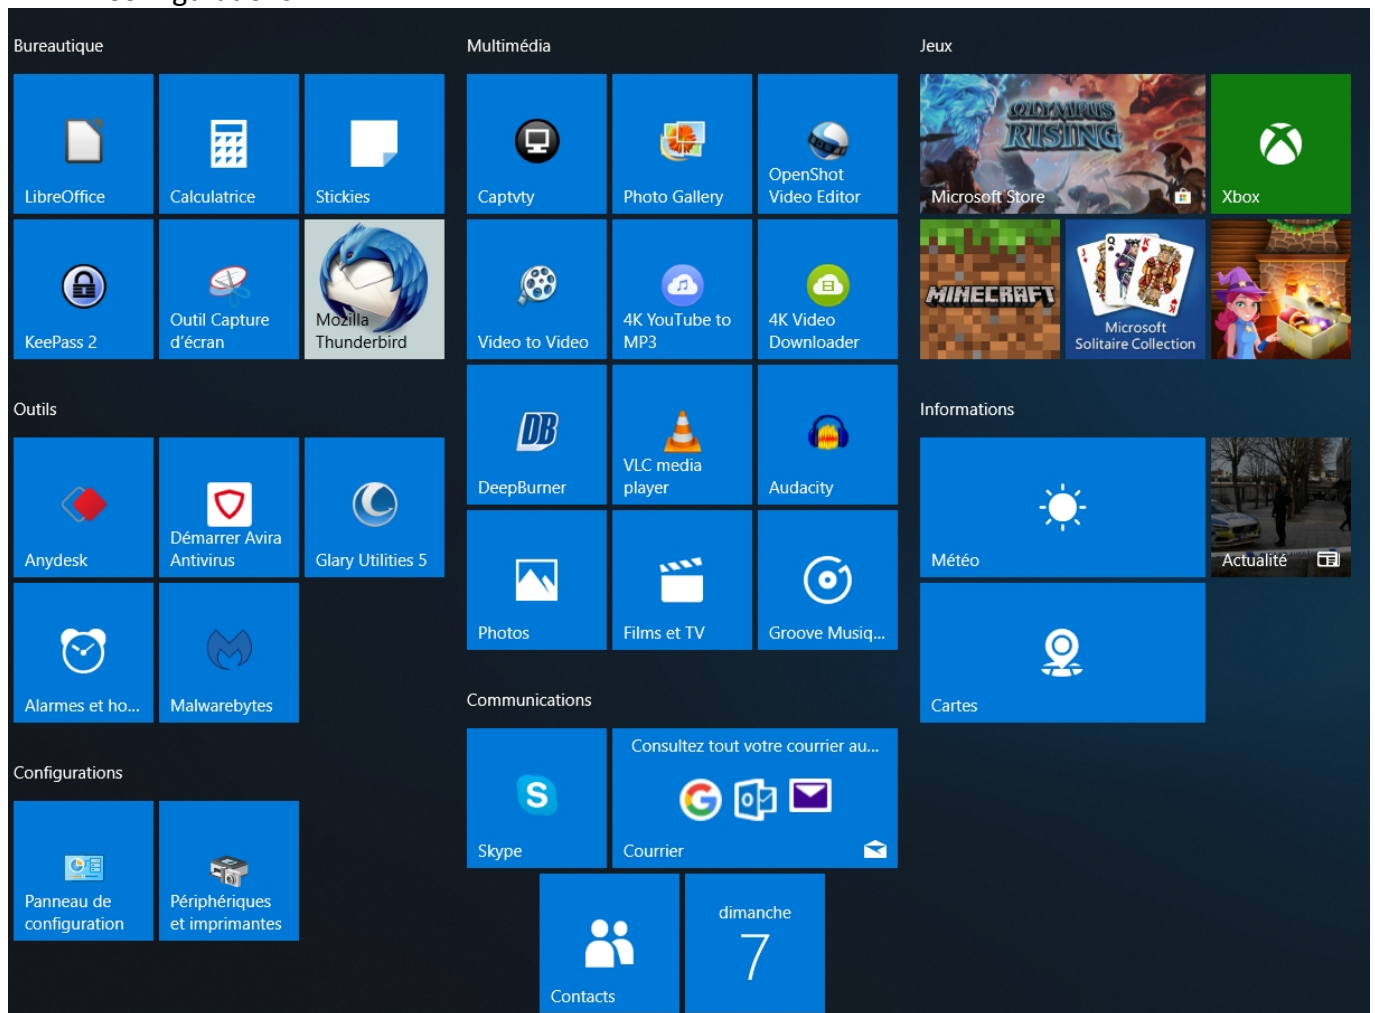 Bureautique
LibreOffice
Calculatrice
Stickies
KeePass 2
Outil Capture
d'écran
Mozilla
Thunderbird
Outils
Anydesk
Démarrer Avira
Antivirus
Glary Utilities 5
Alarmes et ho...
Malwarebytes
Configurations
Panneau de
configuration
Périphériques
et imprimantes
Multimédia
Captvty
Photo Gallery
OpenShot
Video Editor
Video to Video
4K YouTube to
MP3
4K Video
Downloader
DB
DeepBurner
VLC media
player
Audacity
Photos
Films et TV
Groove Musiq...
Communications
S
Skype
Consultez tout votre courrier au...
G
o
Courrier
Contacts
dimanche
7
Jeux
OLYMPUS
RISING
Microsoft Store
Xbox
MINECRAFT
J
Q
K
Microsoft
Solitaire Collection
Informations
Météo
Actualité
Cartes